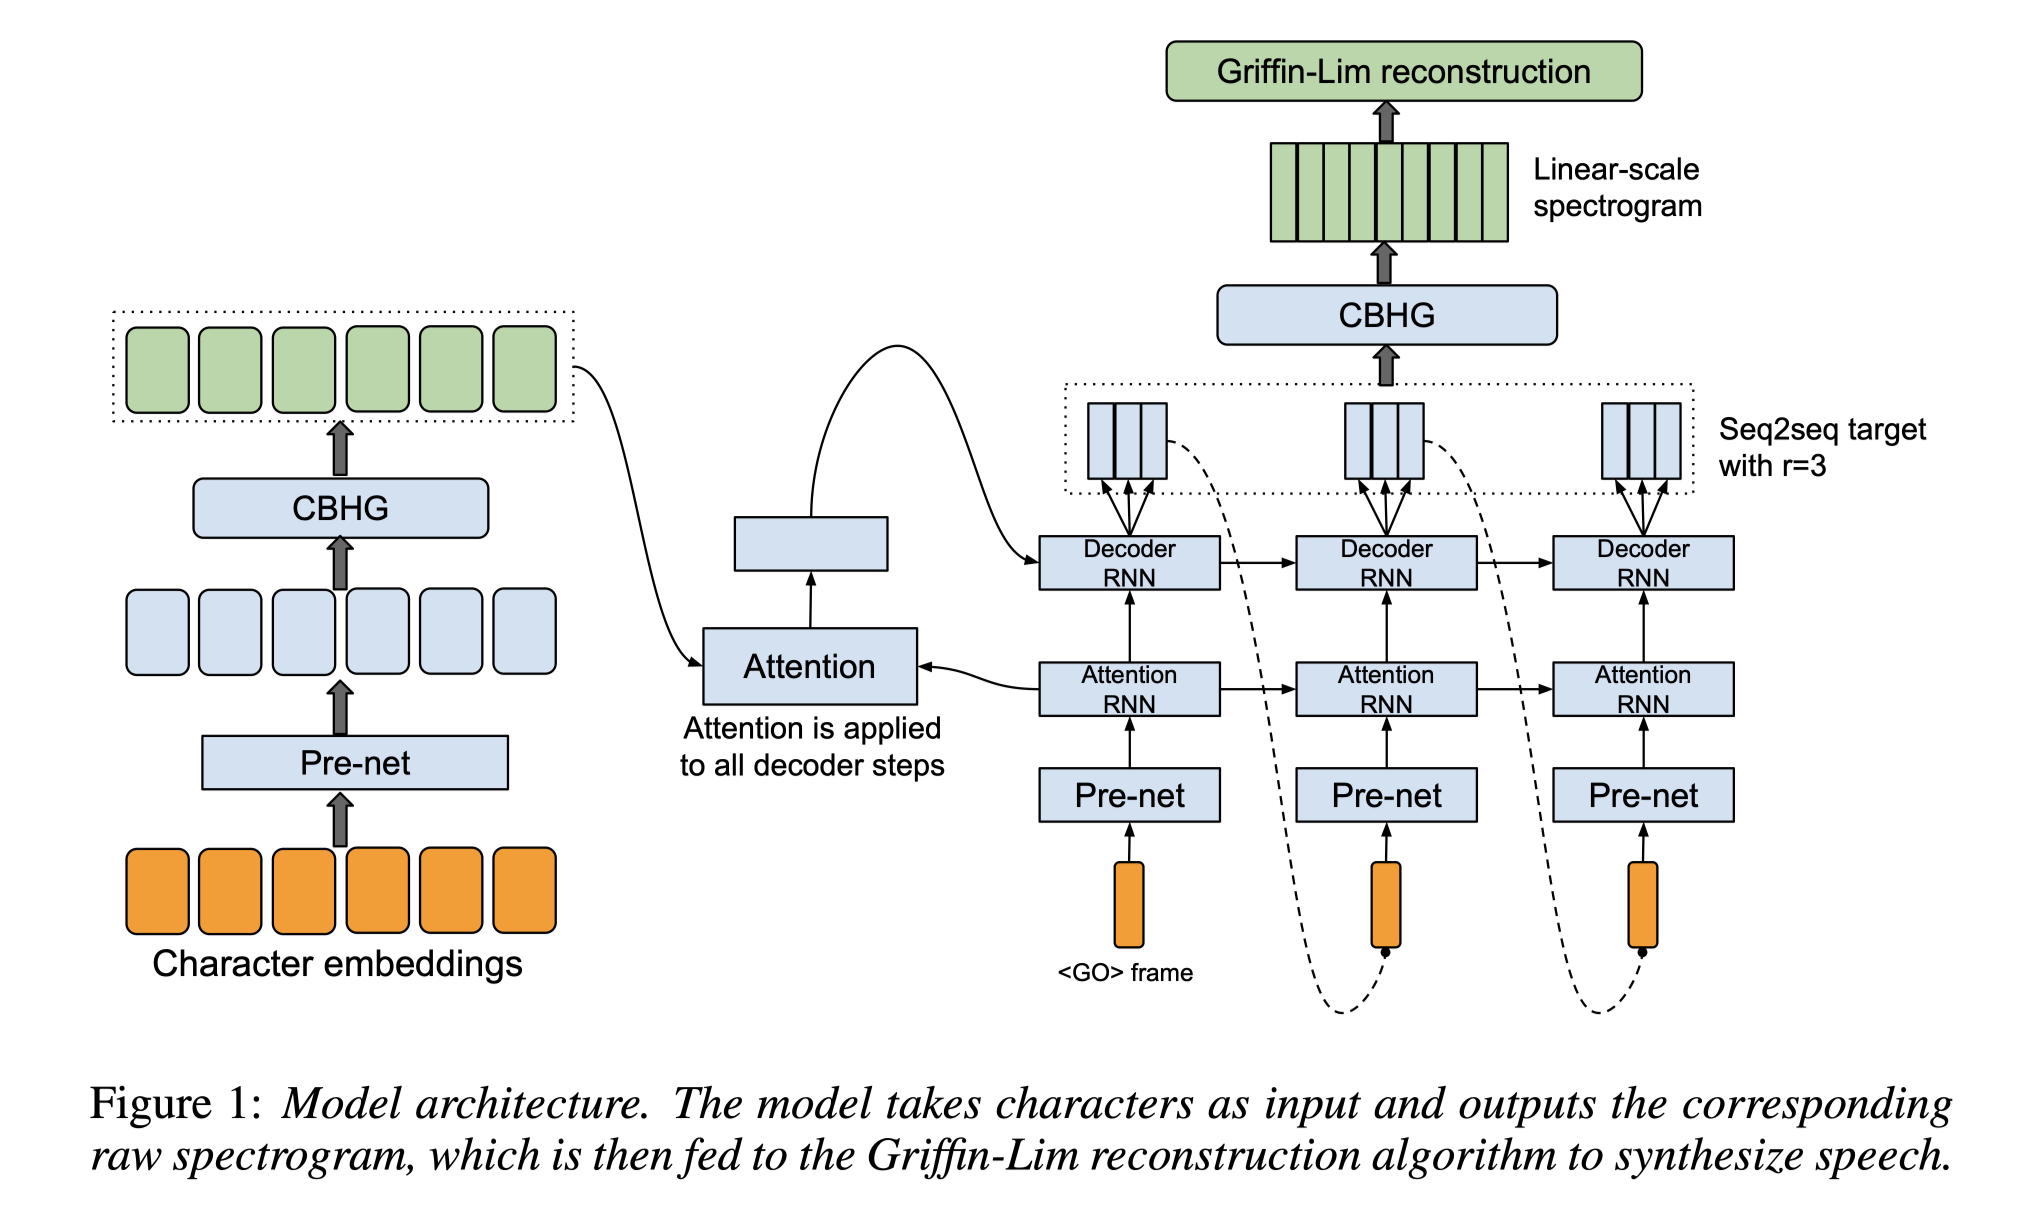 Griffin-Lim reconstruction
Linear-scale
spectrogram
CBHG
Seq2seq target
with r=3
CBHG
Decoder
RNN
Decoder
RNN
Decoder
RNN
Attention
Attention is applied
to all decoder steps
Attention
RNN
Attention
RNN
Attention
RNN
Pre-net
Pre-net
Pre-net
Pre-net
Character embeddings
<GO> frame
Figure 1: Model architecture. The model takes characters as input and outputs the corresponding
raw spectrogram, which is then fed to the Griffin-Lim reconstruction algorithm to synthesize speech.